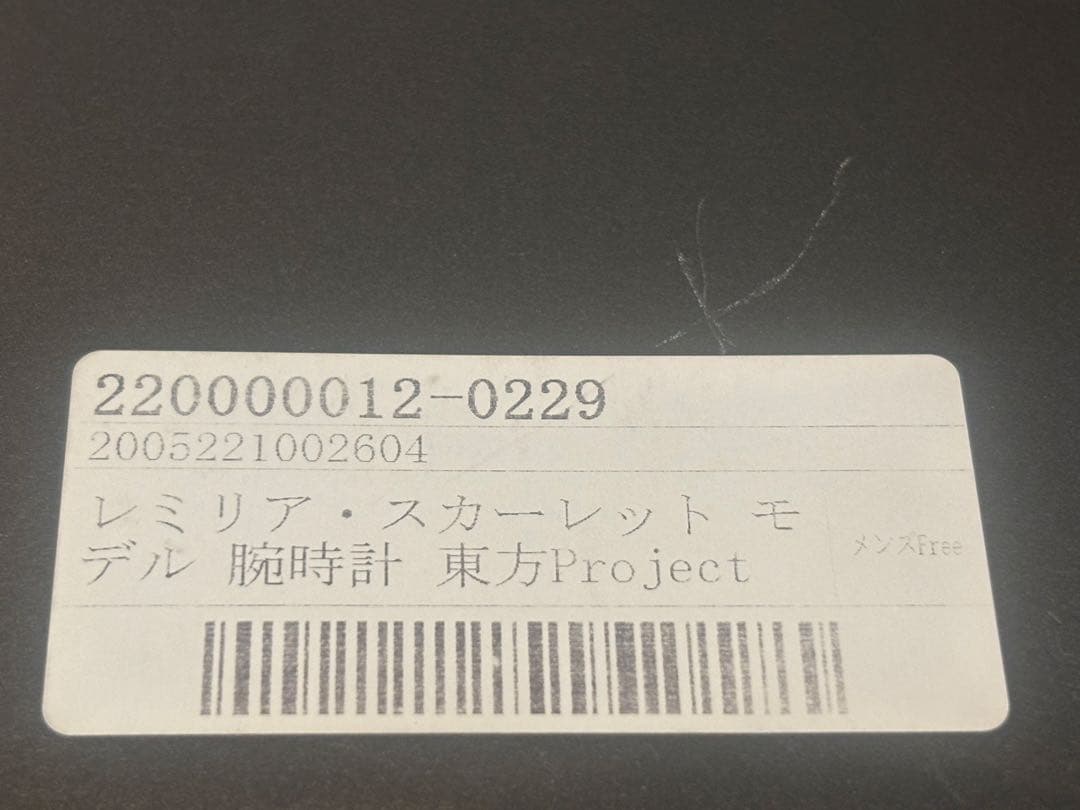 220000012-0229
2005221002604
レミリア・スカーレット モ
デル 腕時計 東方Project
メンズFree